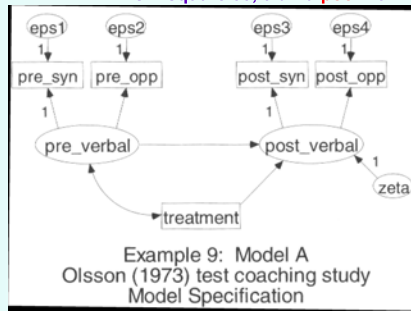 eps1 eps2 eps3 eps4
1 1 1 1
pre_syn pre_opp post_syn post_opp
1 1
pre_verbal post_verbal
1
zeta
treatment
Example 9: Model A
Olsson (1973) test coaching study
Model Specification